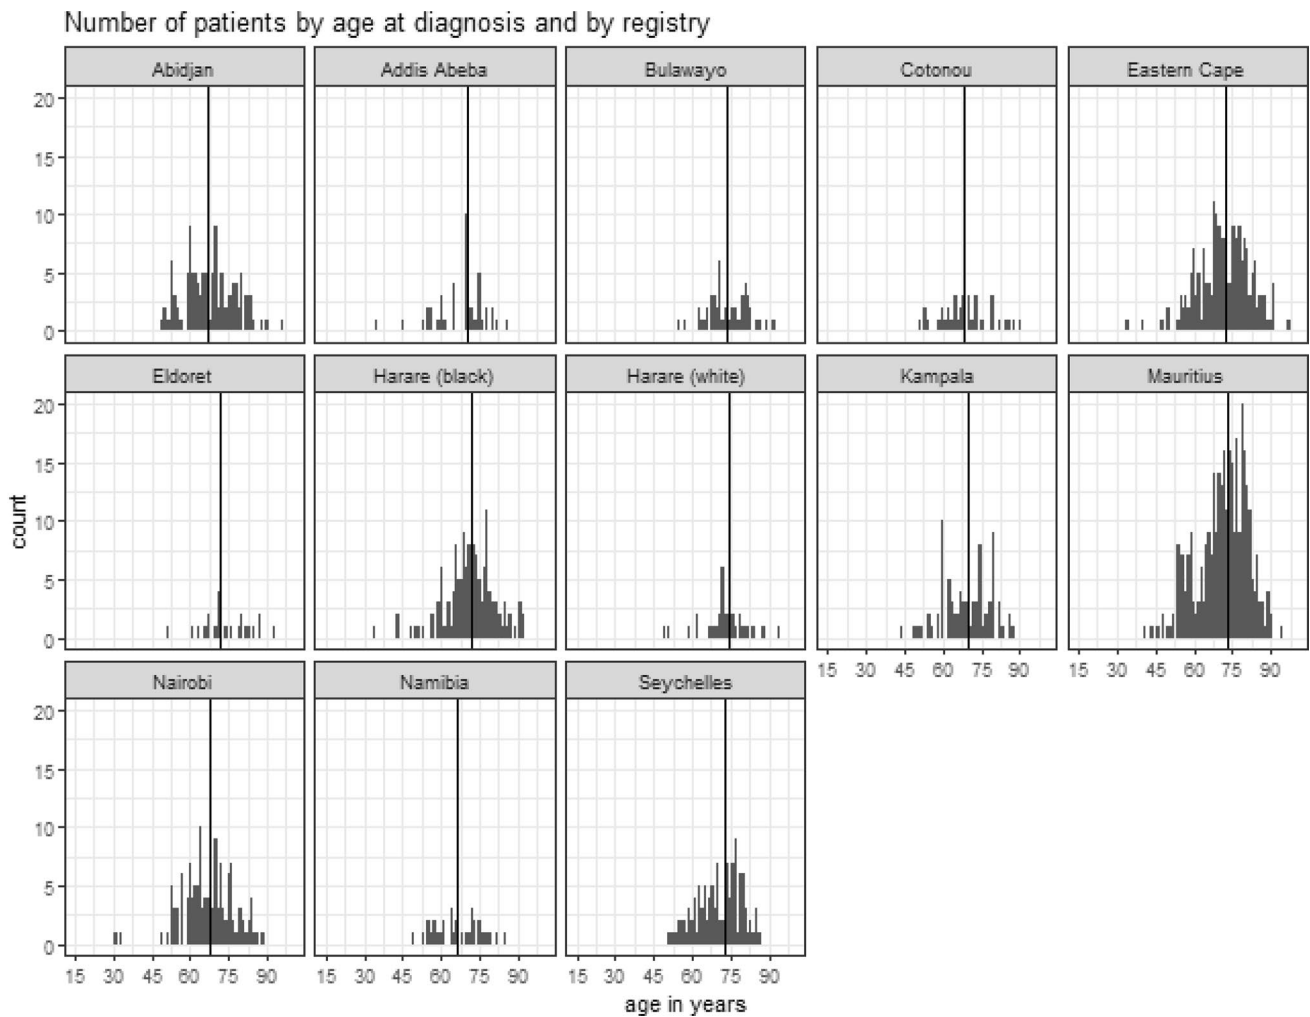 Number of patients by age at diagnosis and by registry
Abidjan Addis Abeba Bulawayo Cotonou Eastern Cape
20
15
10
5
0
Eldoret Harare (black) Harare (white) Kampala Mauritius
20
15
10
5
0
count
15 30 45 60 75 90 15 30 45 60 75 90
Nairobi Namibia Seychelles
20
15
10
5
0
15 30 45 60 75 90 15 30 45 60 75 90 15 30 45 60 75 90
age in years